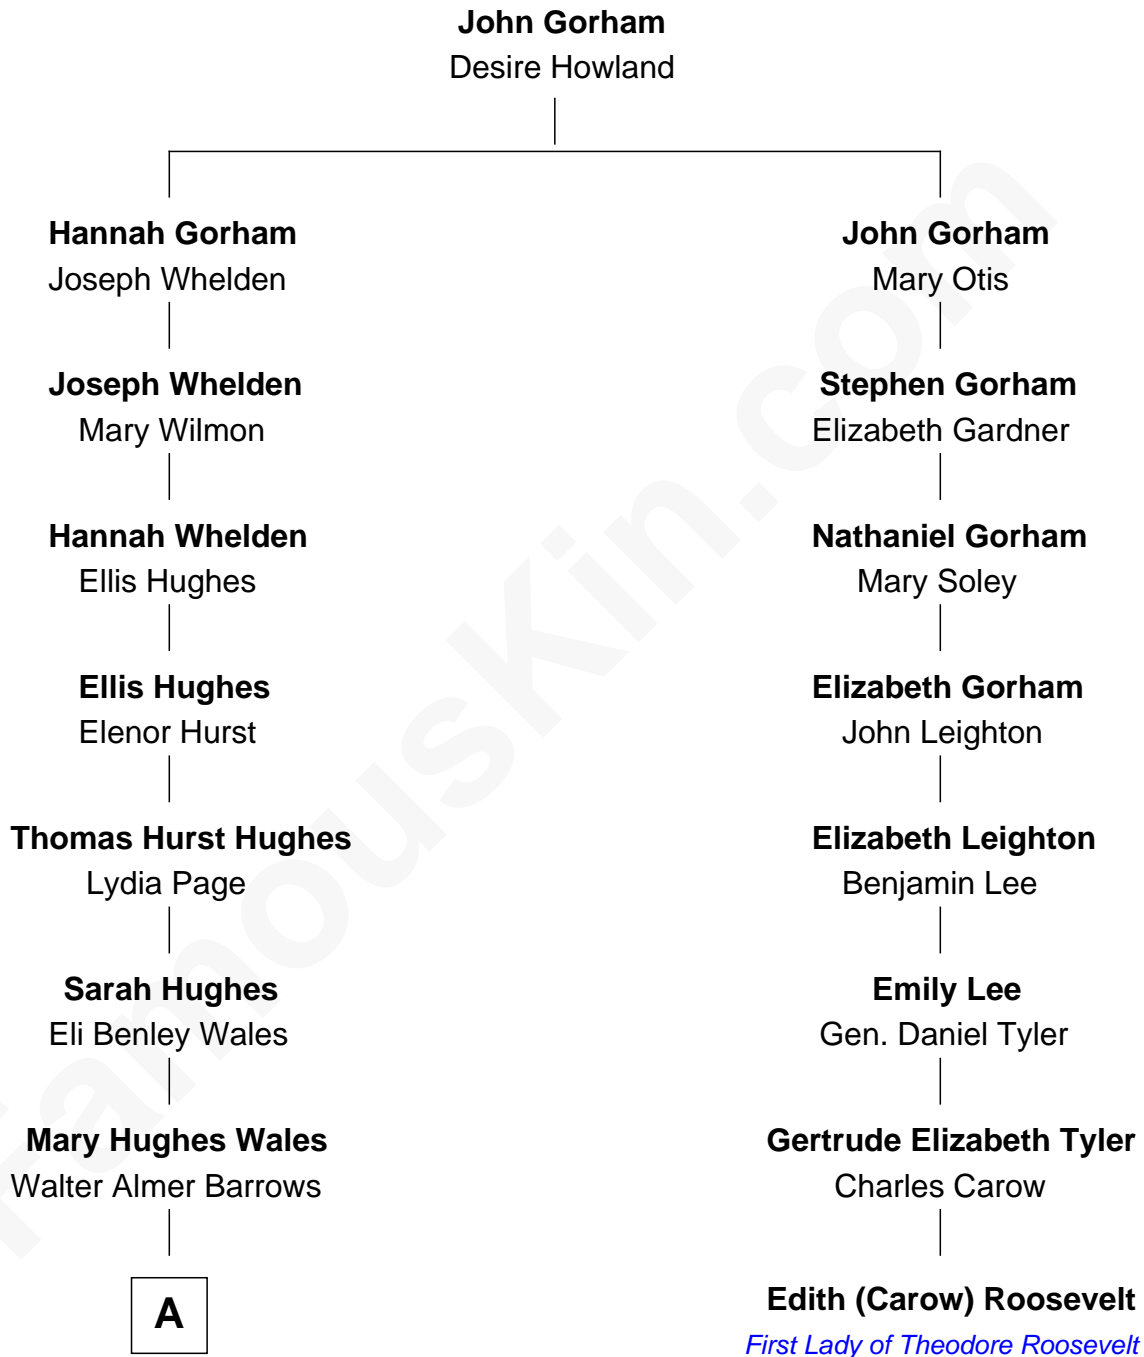 John Gorham
Desire Howland
Hannah Gorham
Joseph Whelden
John Gorham
Mary Otis
Joseph Whelden
Mary Wilmon
Stephen Gorham
Elizabeth Gardner
Hannah Whelden
Ellis Hughes
Nathaniel Gorham
Mary Soley
Ellis Hughes
Elenor Hurst
Elizabeth Gorham
John Leighton
Thomas Hurst Hughes
Lydia Page
Elizabeth Leighton
Benjamin Lee
Sarah Hughes
Eli Benley Wales
Emily Lee
Gen. Daniel Tyler
Mary Hughes Wales
Walter Almer Barrows
Gertrude Elizabeth Tyler
Charles Carow
A
Edith (Carow) Roosevelt
First Lady of Theodore Roosevelt
FamousKin.com